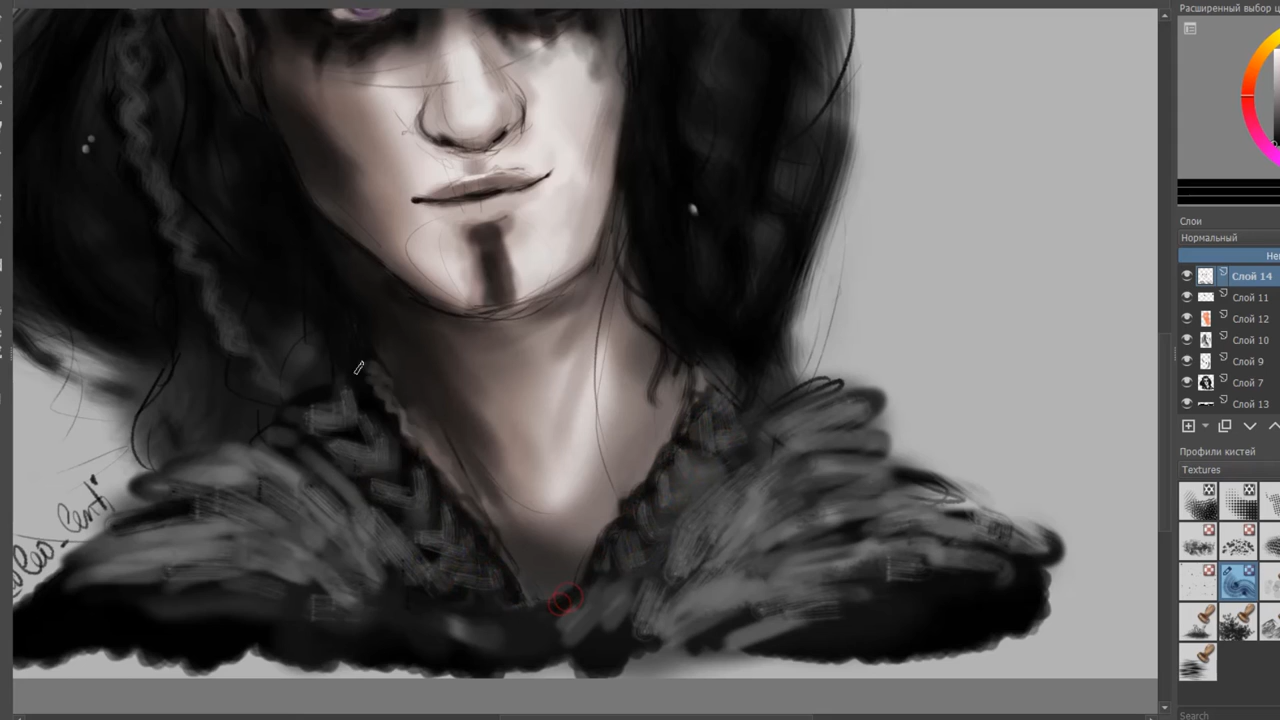 Расширенный выбор ц
Слои
Нормальный
Не
Слой 14
Слой 11
Слой 12
Слой 10
Слой 9
Слой 7
Слой 13
Профили кистей
Textures
Search